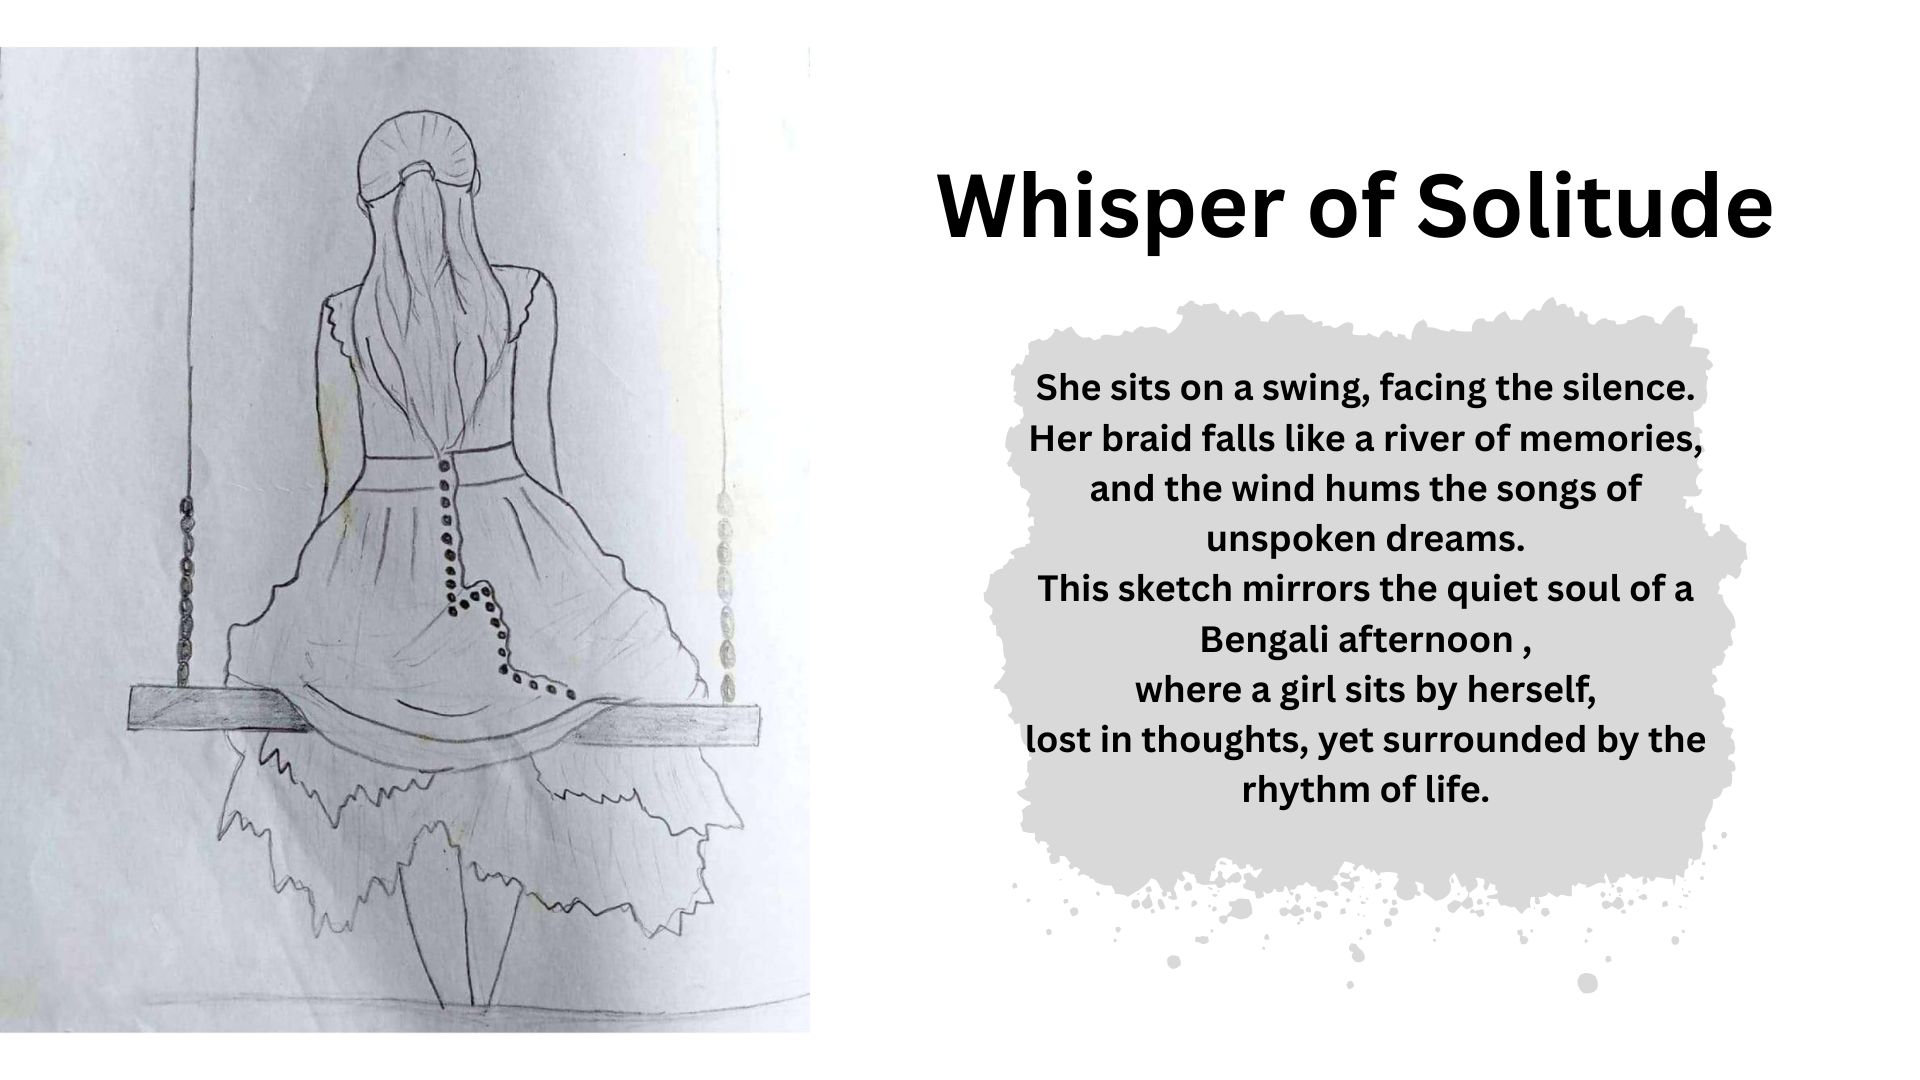 Whisper of Solitude
She sits on a swing, facing the silence.
Her braid falls like a river of memories,
and the wind hums the songs of
unspoken dreams.
This sketch mirrors the quiet soul of a
Bengali afternoon ,
where a girl sits by herself,
lost in thoughts, yet surrounded by the
rhythm of life.